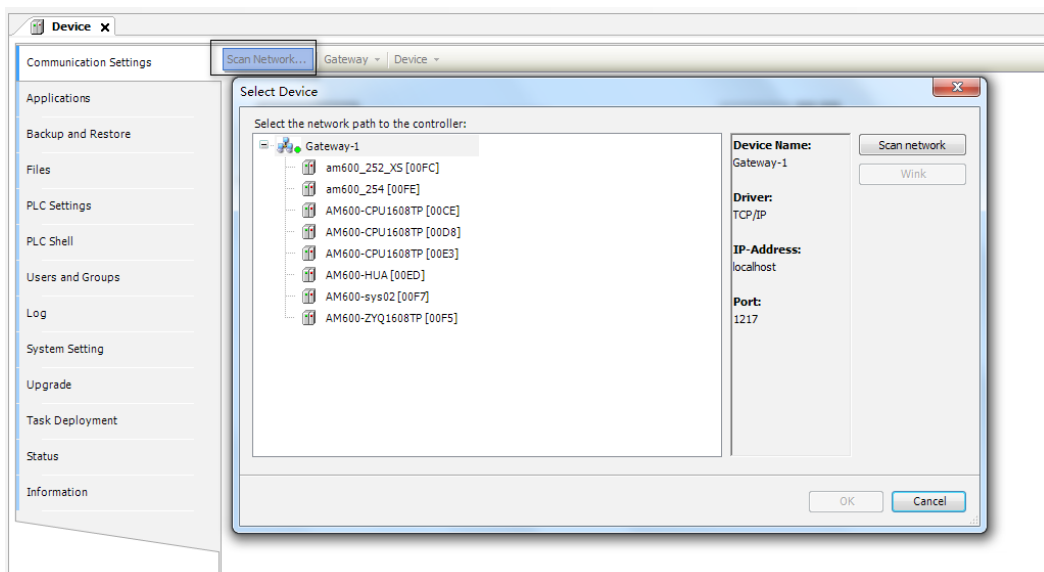 Device
Communication Settings
Applications
Backup and Restore
Files
PLC Settings
PLC Shell
Users and Groups
Log
System Setting
Upgrade
Task Deployment
Status
Information
Scan Network... Gateway Device
Select Device
Select the network path to the controller:
Gateway-1
am600_252_XS [00FC]
am600_254 [00FE]
AM600-CPU1608TP [00CE]
AM600-CPU1608TP [00D8]
AM600-CPU1608TP [00E3]
AM600-HUA [00ED]
AM600-sys02 [00F7]
AM600-ZYQ1608TP [00F5]
Device Name:
Gateway-1
Driver:
TCP/IP
IP-Address:
localhost
Port:
1217
Scan network
Wink
OK Cancel